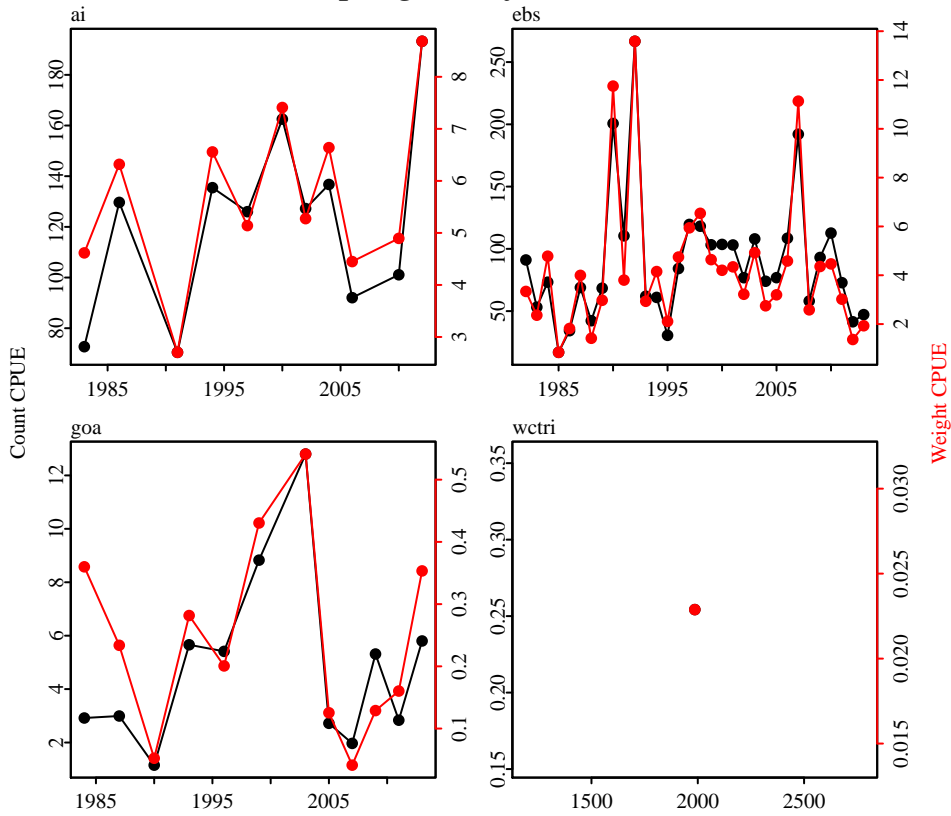 ai
ebs
80 100 120 140 160 180
3 4 5 6 7 8
50 100 150 200 250
2 4 6 8 10 12 14
1985 1995 2005
1985 1995 2005
Count CPUE
Weight CPUE
goa
wctri
2 4 6 8 10 12
0.1 0.2 0.3 0.4 0.5
0.15 0.20 0.25 0.30 0.35
0.015 0.020 0.025 0.030
1985 1995 2005
1500 2000 2500